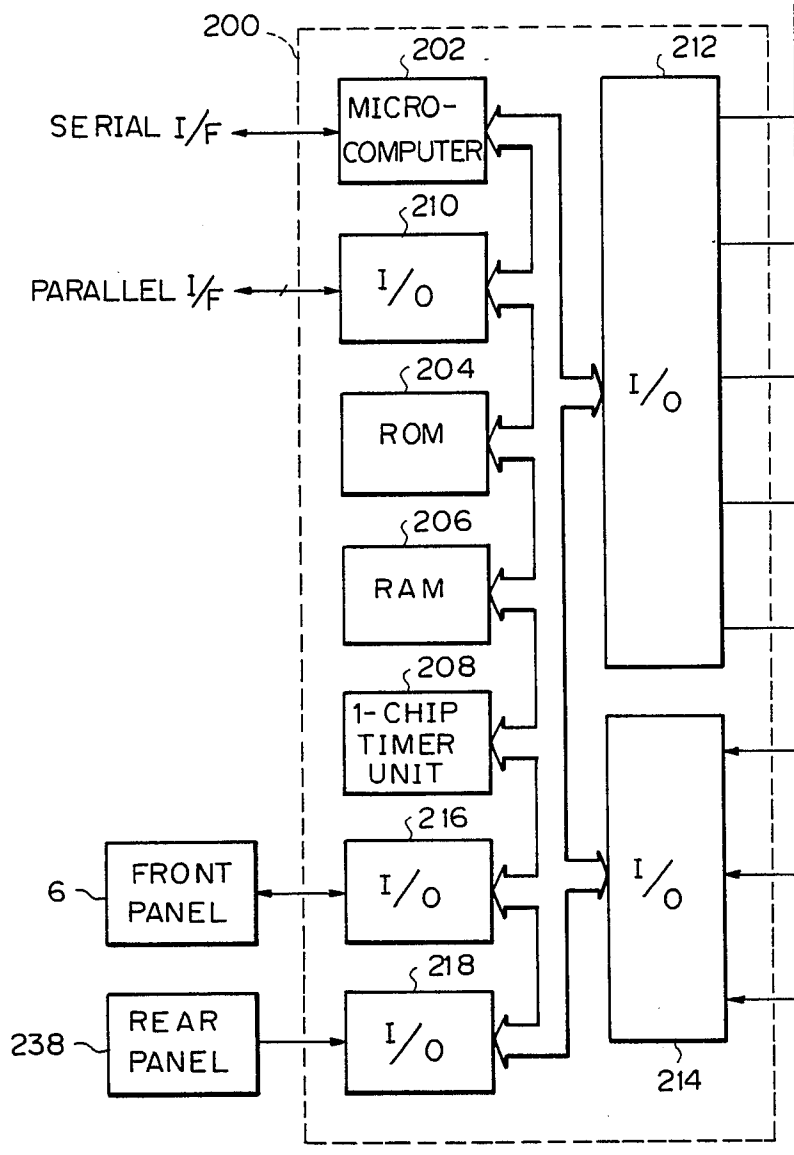 200
202
212
SERIAL I/F
MICRO-
COMPUTER
210
PARALLEL I/F
I/O
204
ROM
I/O
206
RAM
208
1-CHIP
TIMER
UNIT
216
6
FRONT
PANEL
I/O
I/O
218
238
REAR
PANEL
I/O
214